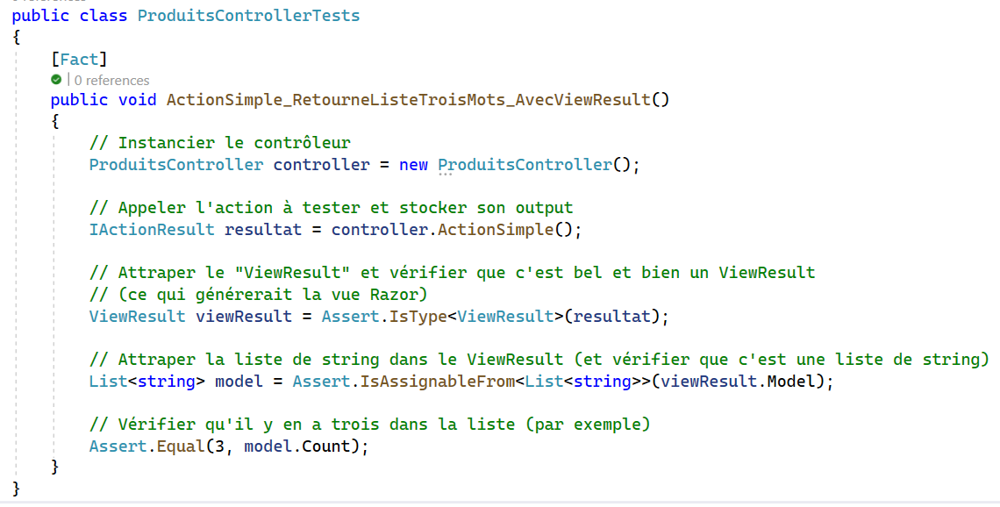 public class ProduitsControllerTests
{
[Fact]
| 0 references
public void ActionSimple_RetourneListeTroisMots_AvecViewResult()
{
// Instancier le contrôleur
ProduitsController controller = new ProduitsController();
// Appeler l'action à tester et stocker son output
IActionResult resultat = controller.ActionSimple();
// Attraper le "ViewResult" et vérifier que c'est bel et bien un ViewResult
// (ce qui générerait la vue Razor)
ViewResult viewResult = Assert.IsType<ViewResult>(resultat);
// Attraper la liste de string dans le ViewResult (et vérifier que c'est une liste de string)
List<string> model = Assert.IsAssignableFrom<List<string>>(viewResult.Model);
// Vérifier qu'il y en a trois dans la liste (par exemple)
Assert.Equal(3, model.Count);
}
}